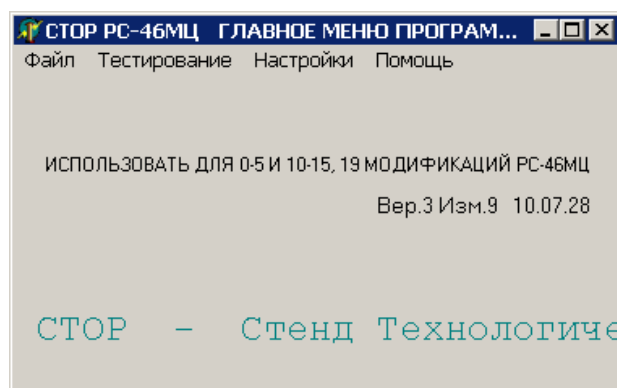 СТОР РС-46МЦ ГЛАВНОЕ МЕНЮ ПРОГРАМ...
Файл Тестирование Настройки Помощь
ИСПОЛЬЗОВАТЬ ДЛЯ 0-5 И 10-15, 19 МОДИФИКАЦИЙ РС-46МЦ
Вер.3 Изм.9 10.07.28
СТОР - Стенд Технологиче